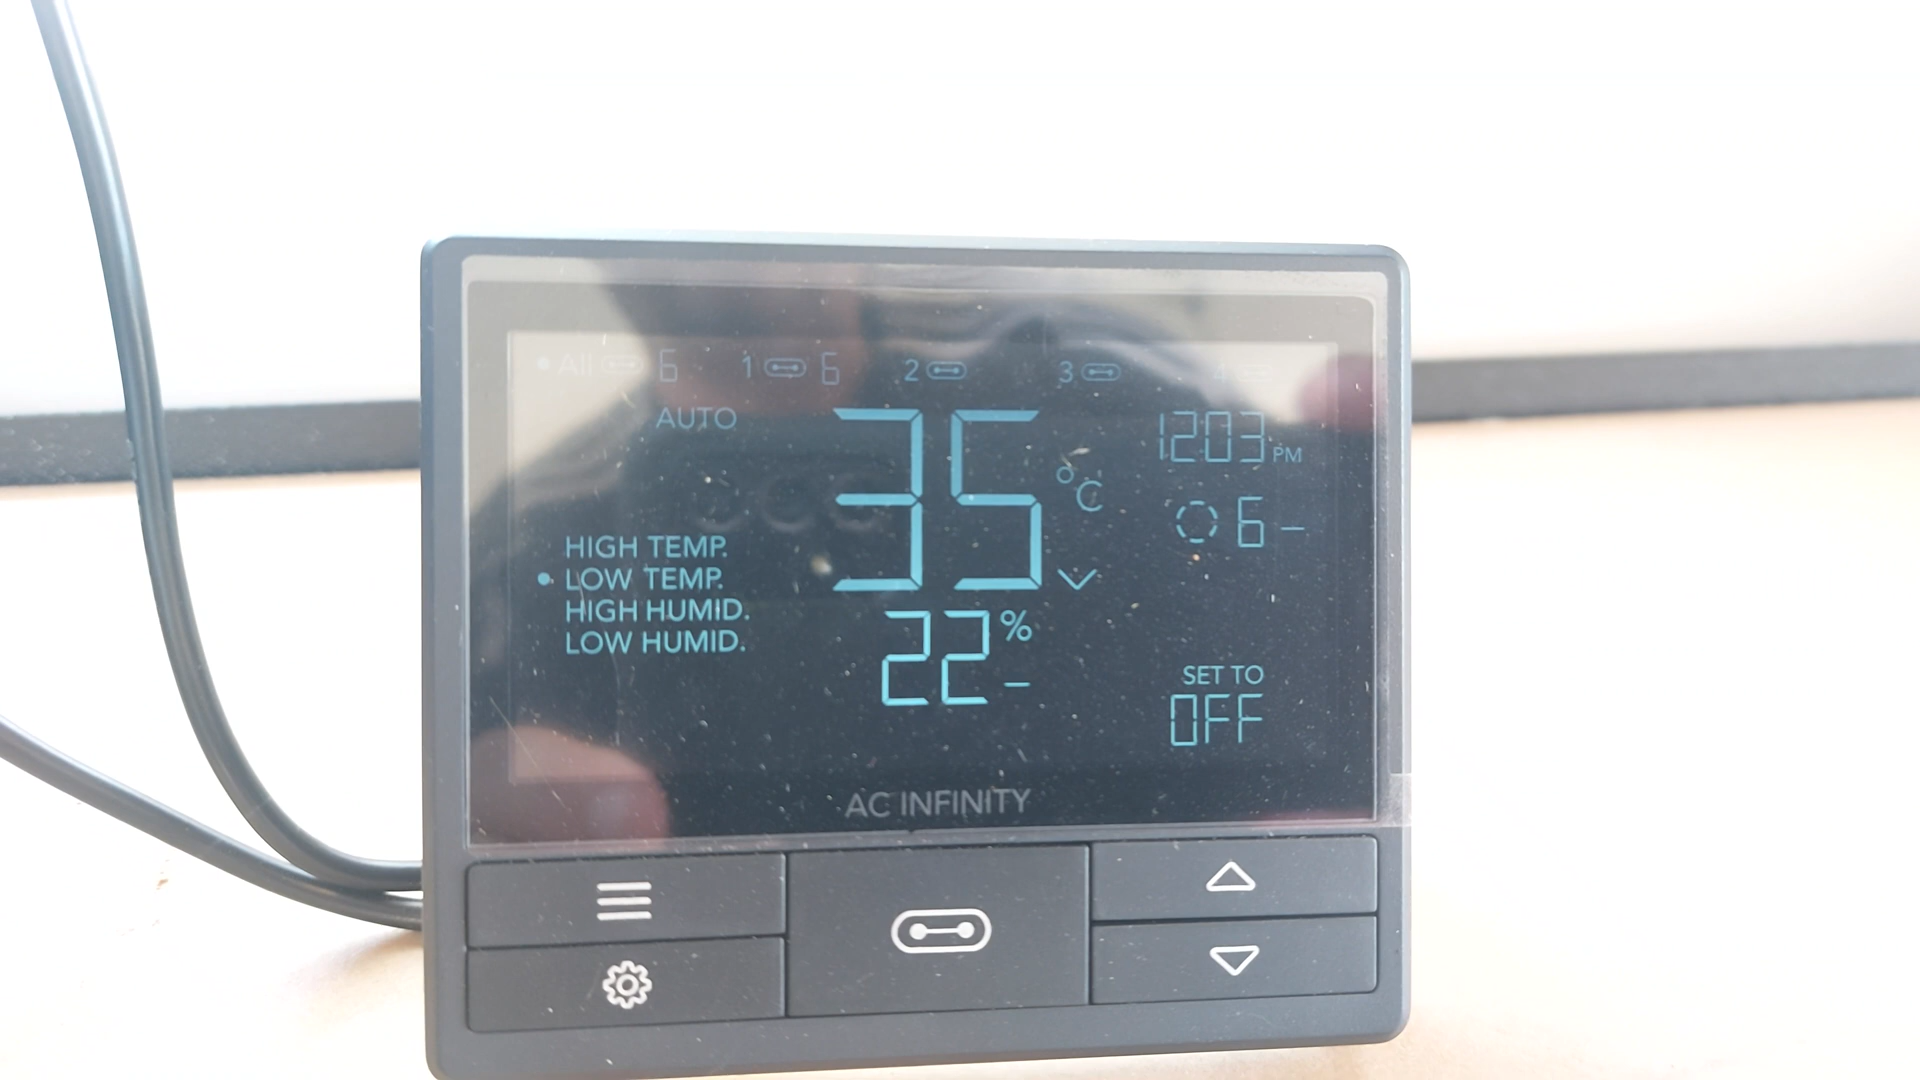 All 6 1 6 2 3 4
AUTO
35 °C
1203 PM
6 –
HIGH TEMP.
LOW TEMP.
HIGH HUMID.
LOW HUMID.
22 % –
SET TO
OFF
AC INFINITY